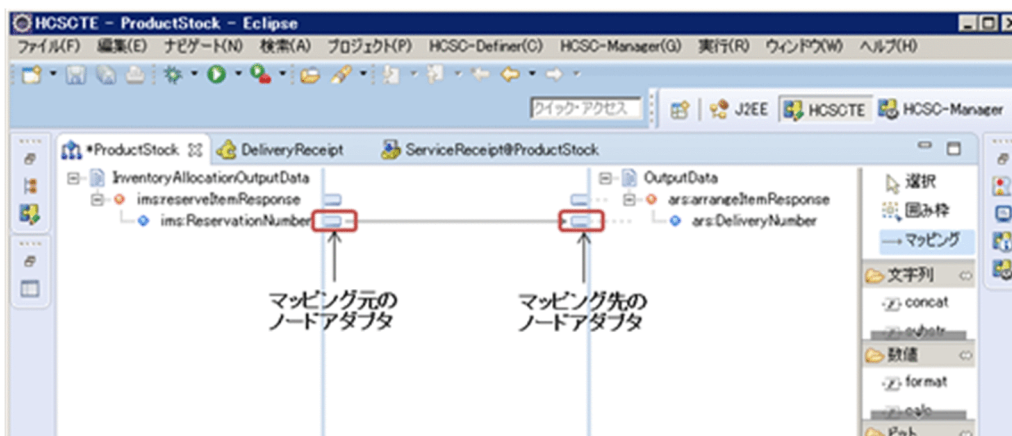 HCSCTE - ProductStock - Eclipse
ファイル(F) 編集(E) ナビゲート(N) 検索(A) プロジェクト(P) HCSC-Definer(C) HCSC-Manager(G) 実行(R) ウィンドウ(W) ヘルプ(H)
クイック・アクセス
J2EE HCSCTE HCSC-Manager
*ProductStock DeliveryReceipt ServiceReceipt@ProductStock
InventoryAllocationOutputData OutputData
ims:reserveItemResponse ars:arrangeItemResponse
ims:ReservationNumber ars:DeliveryNumber
マッピング元の
ノードアダプタ
マッピング先の
ノードアダプタ
選択
囲み枠
マッピング
文字列
concat
substr
数値
format
calc